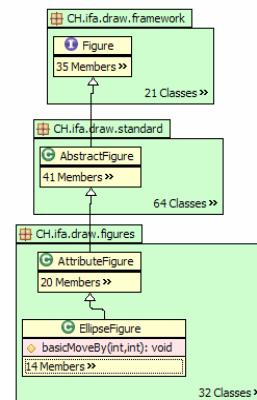 CH.ifa.draw.framework
Figure
35 Members »
21 Classes »
CH.ifa.draw.standard
AbstractFigure
41 Members »
64 Classes »
CH.ifa.draw.figures
AttributeFigure
20 Members »
EllipseFigure
basicMoveBy(int,int): void
14 Members »
32 Classes »